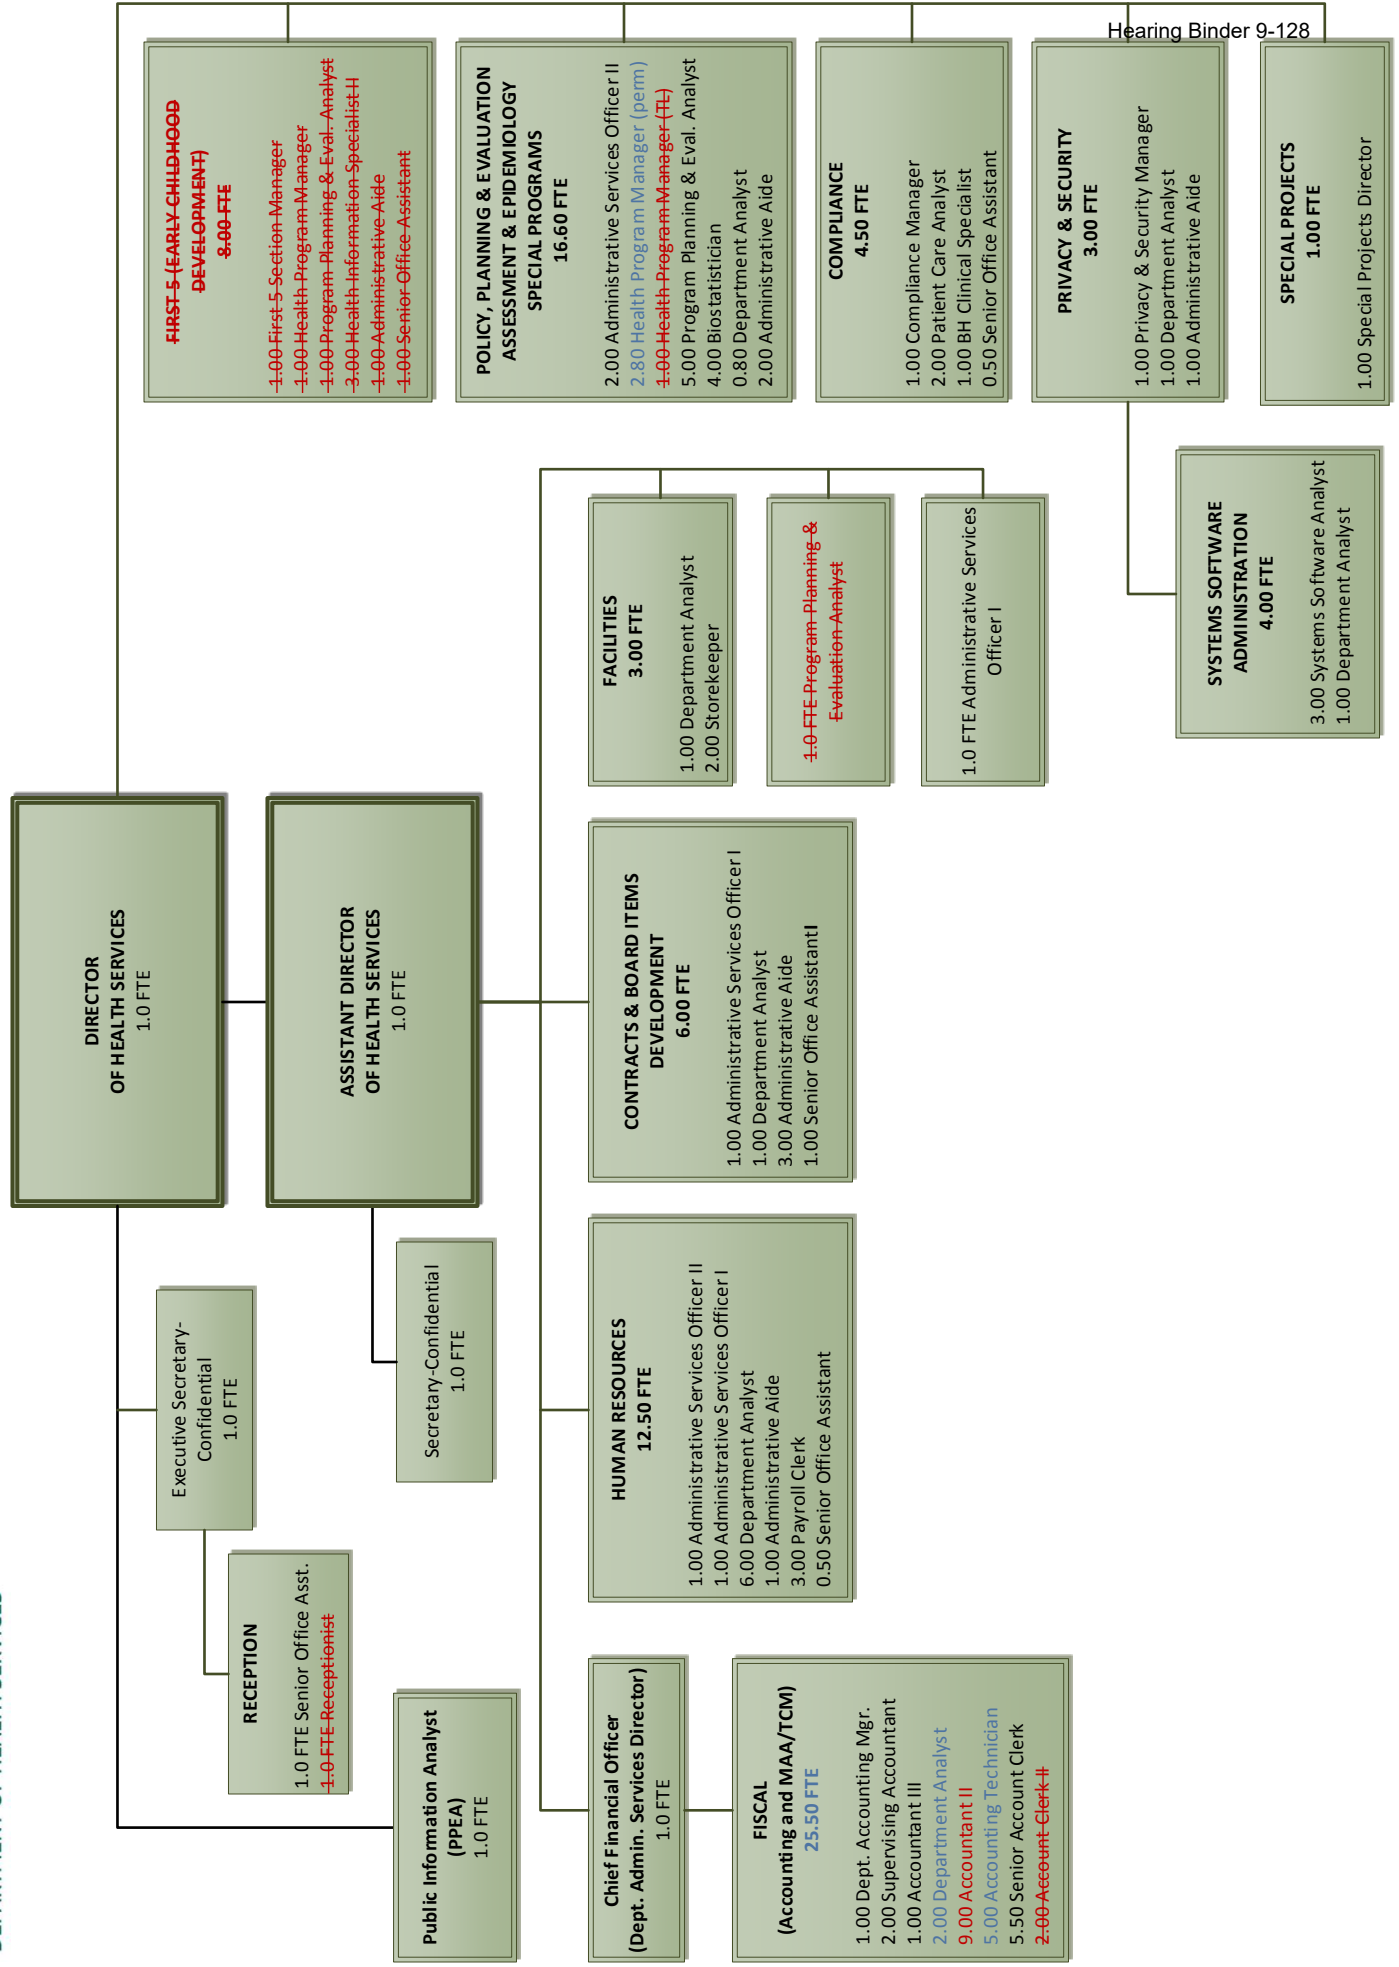 Hearing Binder 9-128
DIRECTOR
OF HEALTH SERVICES
1.0 FTE
ASSISTANT DIRECTOR
OF HEALTH SERVICES
1.0 FTE
Executive Secretary-
Confidential
1.0 FTE
RECEPTION
1.0 FTE Senior Office Asst.
1.0 FTE Receptionist
Secretary-Confidential
1.0 FTE
Public Information Analyst
(PPEA)
1.0 FTE
Chief Financial Officer
(Dept. Admin. Services Director)
1.0 FTE
FISCAL
(Accounting and MAA/TCM)
25.50 FTE
1.00 Dept. Accounting Mgr.
2.00 Supervising Accountant
1.00 Accountant III
2.00 Department Analyst
9.00 Accountant II
5.00 Accounting Technician
5.50 Senior Account Clerk
2.00 Account Clerk II
HUMAN RESOURCES
12.50 FTE
1.00 Administrative Services Officer II
1.00 Administrative Services Officer I
6.00 Department Analyst
1.00 Administrative Aide
3.00 Payroll Clerk
0.50 Senior Office Assistant
CONTRACTS & BOARD ITEMS
DEVELOPMENT
6.00 FTE
1.00 Administrative Services Officer I
1.00 Department Analyst
3.00 Administrative Aide
1.00 Senior Office AssistantI
FACILITIES
3.00 FTE
1.00 Department Analyst
2.00 Storekeeper
1.0 FTE Program Planning &
Evaluation Analyst
1.0 FTE Administrative Services
Officer I
FIRST 5 (EARLY CHILDHOOD
DEVELOPMENT)
8.00 FTE
1.00 First 5 Section Manager
1.00 Health Program Manager
1.00 Program Planning & Eval. Analyst
3.00 Health Information Specialist II
1.00 Administrative Aide
1.00 Senior Office Assistant
POLICY, PLANNING & EVALUATION
ASSESSMENT & EPIDEMIOLOGY
SPECIAL PROGRAMS
16.60 FTE
2.00 Administrative Services Officer II
2.80 Health Program Manager (perm)
1.00 Health Program Manager (TL)
5.00 Program Planning & Eval. Analyst
4.00 Biostatistician
0.80 Department Analyst
2.00 Administrative Aide
COMPLIANCE
4.50 FTE
1.00 Compliance Manager
2.00 Patient Care Analyst
1.00 BH Clinical Specialist
0.50 Senior Office Assistant
PRIVACY & SECURITY
3.00 FTE
1.00 Privacy & Security Manager
1.00 Department Analyst
1.00 Administrative Aide
SYSTEMS SOFTWARE
ADMINISTRATION
4.00 FTE
3.00 Systems Software Analyst
1.00 Department Analyst
SPECIAL PROJECTS
1.00 FTE
1.00 Special Projects Director